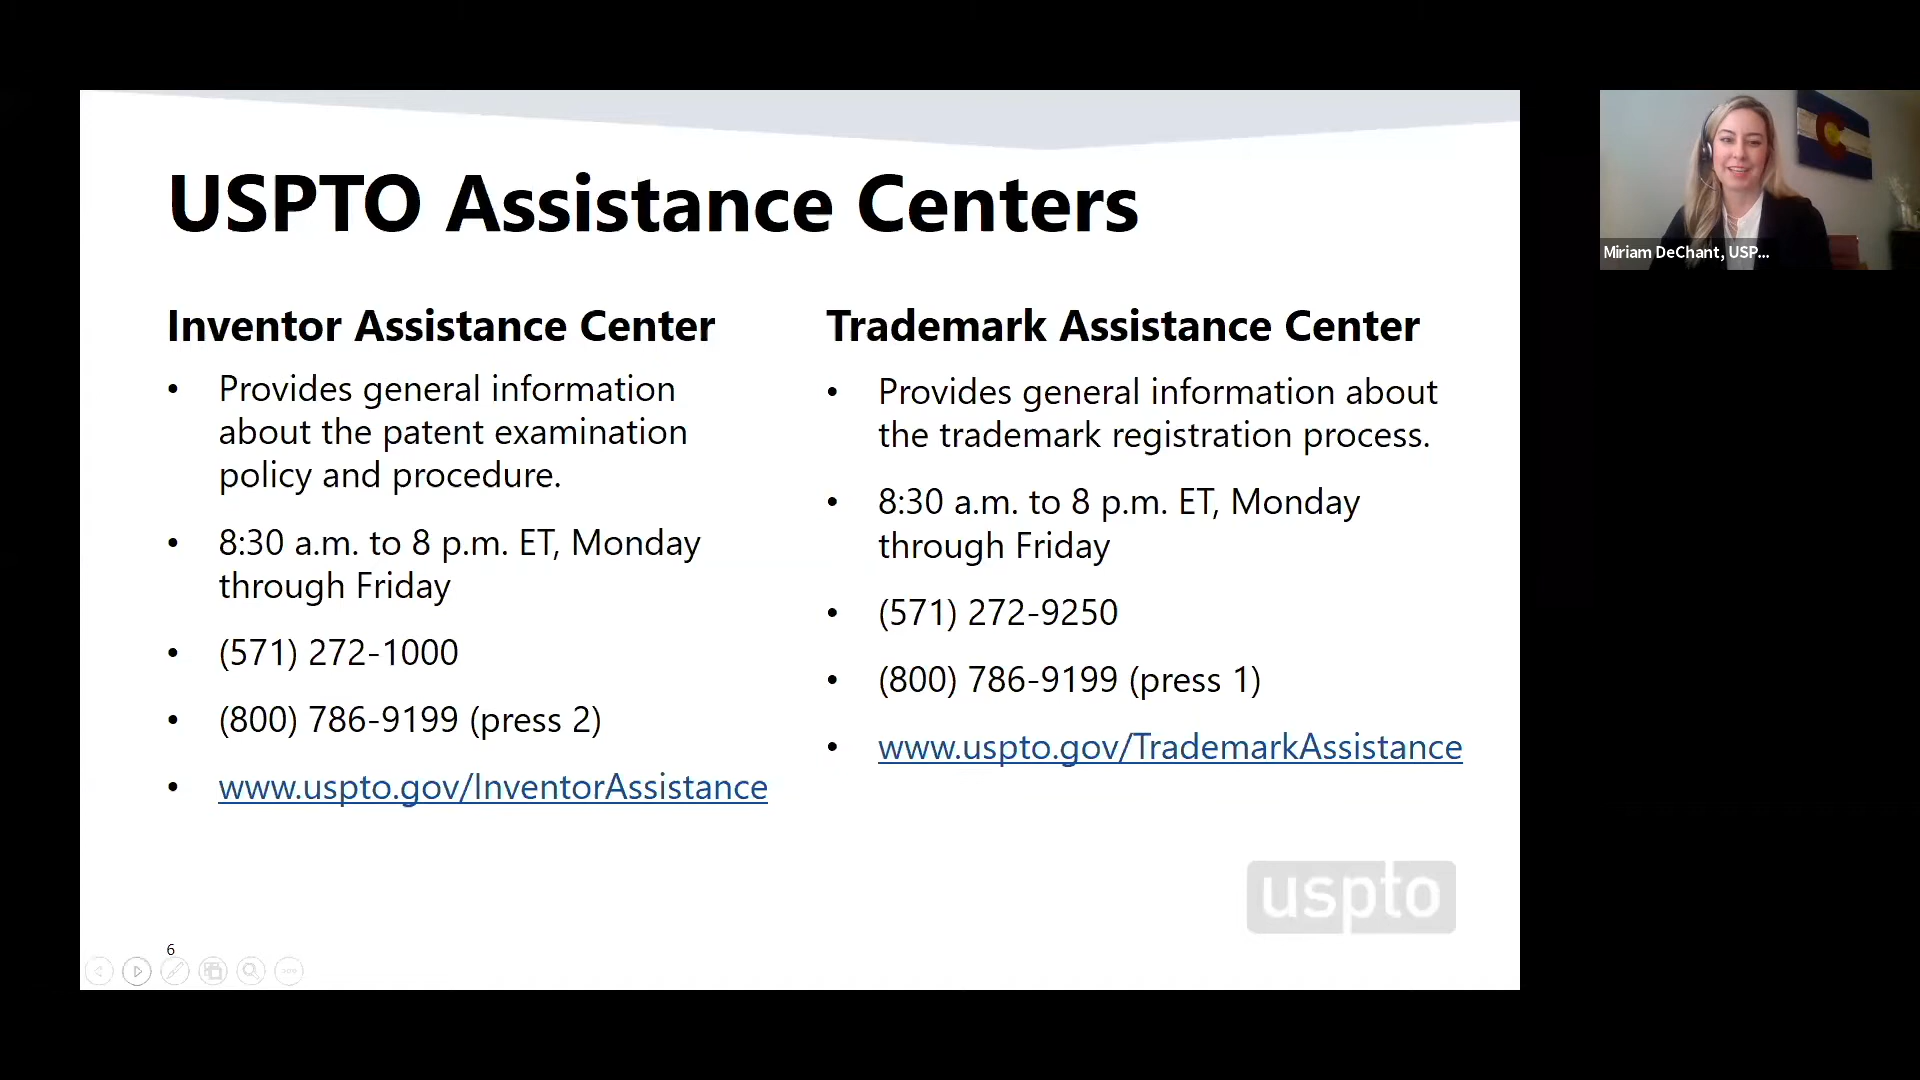 USPTO Assistance Centers
Inventor Assistance Center
• Provides general information
about the patent examination
policy and procedure.
• 8:30 a.m. to 8 p.m. ET, Monday
through Friday
• (571) 272-1000
• (800) 786-9199 (press 2)
• www.uspto.gov/InventorAssistance
Trademark Assistance Center
• Provides general information about
the trademark registration process.
• 8:30 a.m. to 8 p.m. ET, Monday
through Friday
• (571) 272-9250
• (800) 786-9199 (press 1)
• www.uspto.gov/TrademarkAssistance
uspto
6
Miriam DeChant, USP...